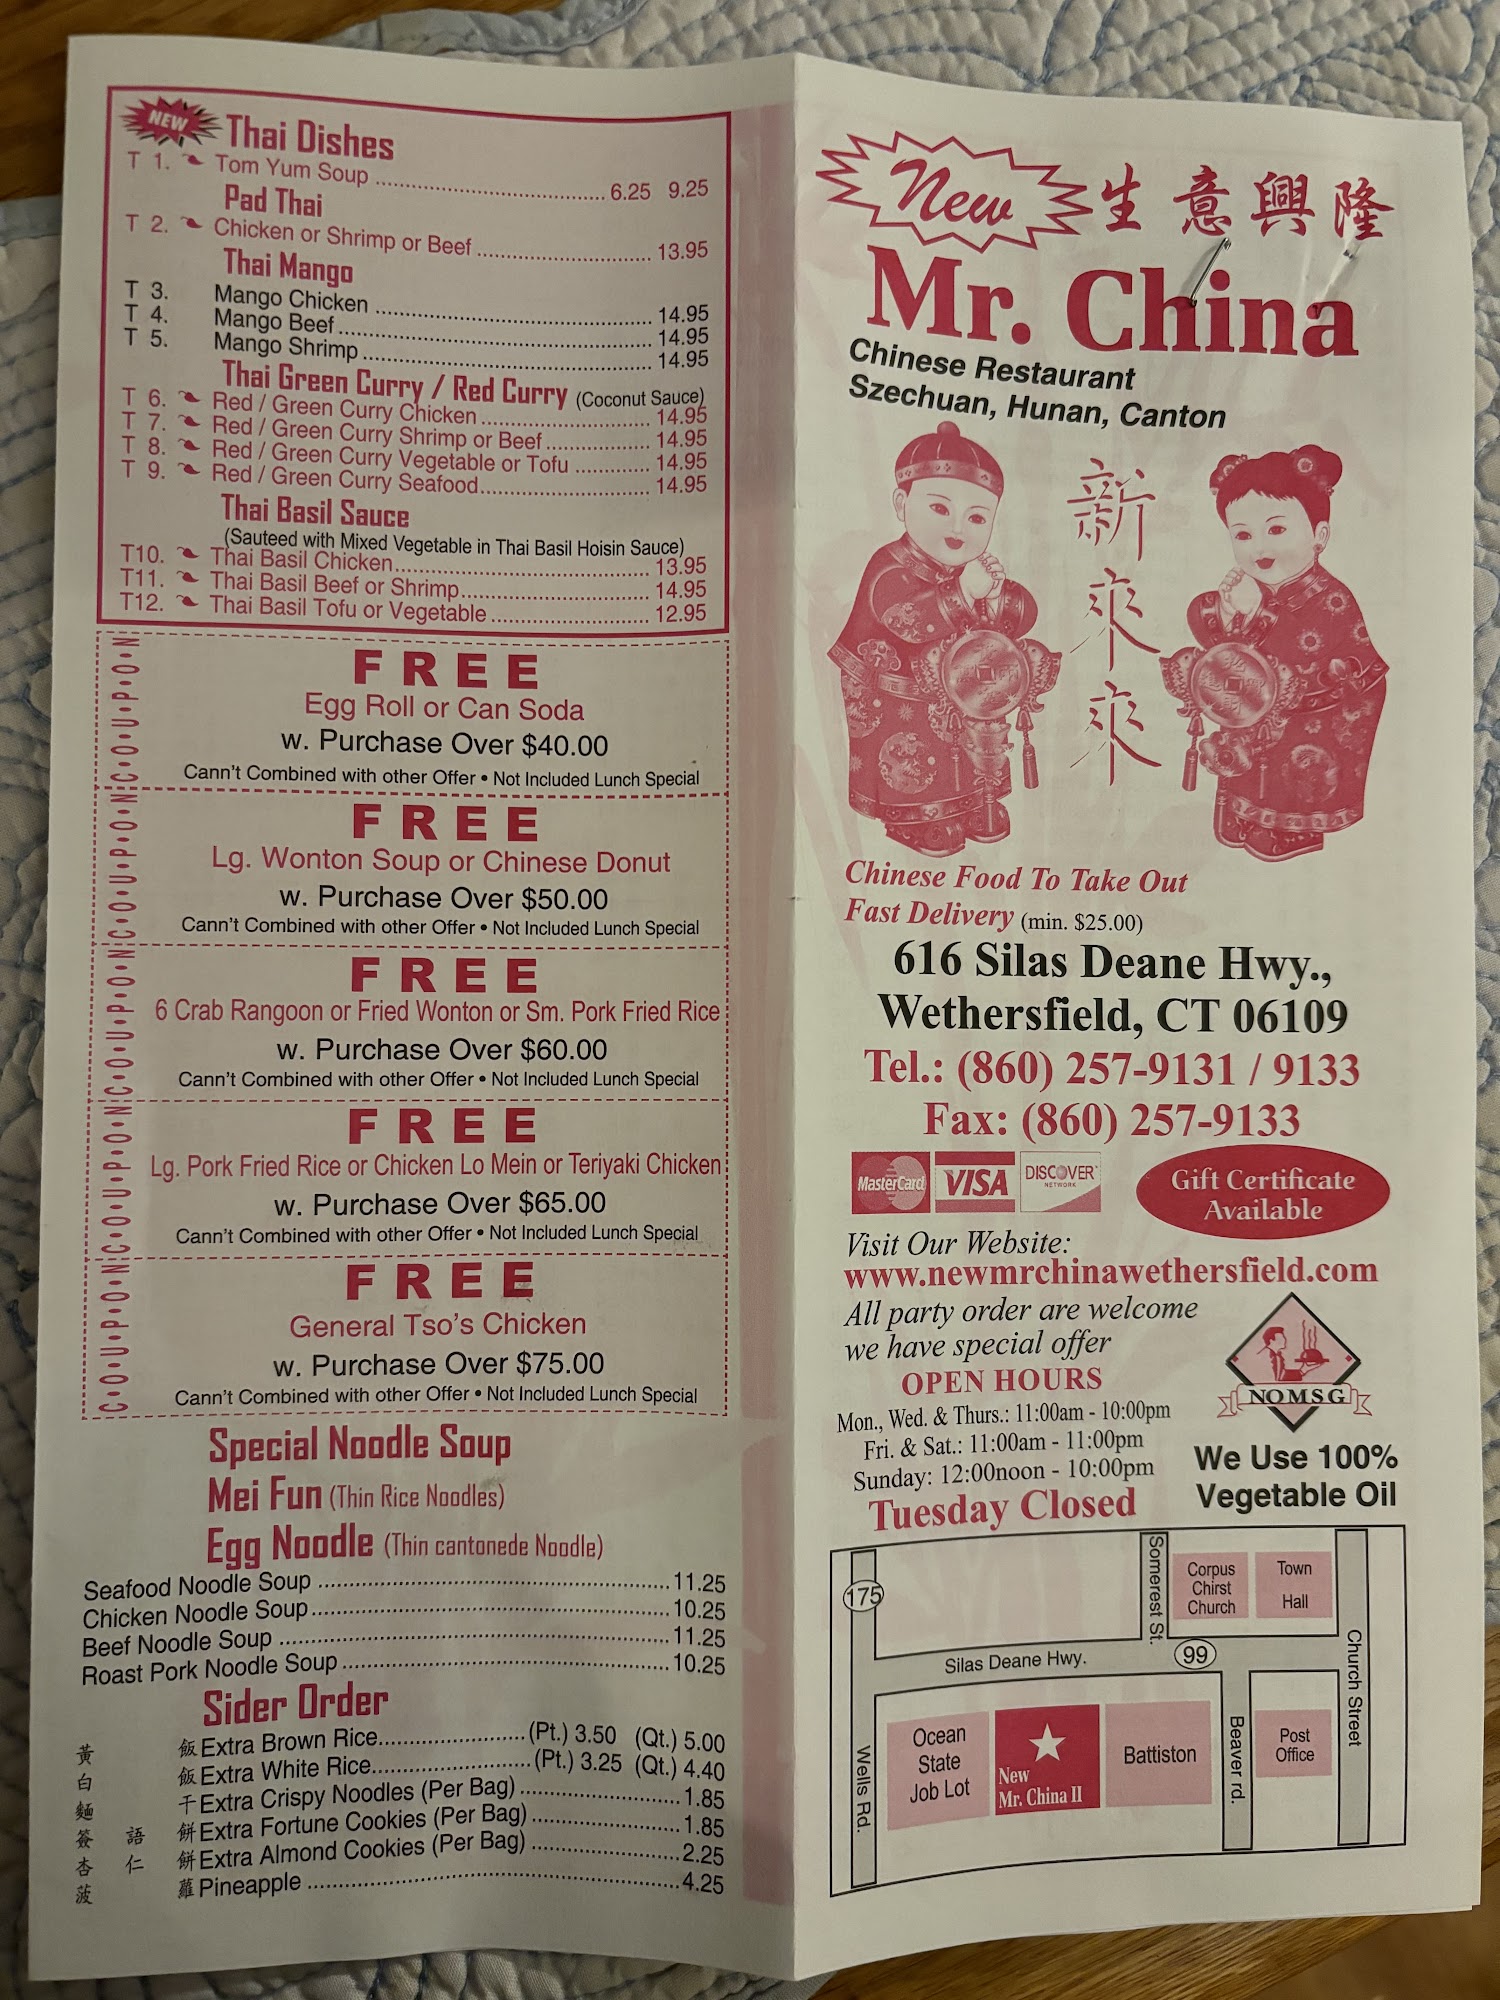 NEW Thai Dishes
T 1. Tom Yum Soup 6.25 9.25
Pad Thai
T 2. Chicken or Shrimp or Beef 13.95
Thai Mango
T 3. Mango Chicken 14.95
T 4. Mango Beef 14.95
T 5. Mango Shrimp 14.95
Thai Green Curry / Red Curry (Coconut Sauce)
T 6. Red / Green Curry Chicken 14.95
T 7. Red / Green Curry Shrimp or Beef 14.95
T 8. Red / Green Curry Vegetable or Tofu 14.95
T 9. Red / Green Curry Seafood 14.95
Thai Basil Sauce
(Sauteed with Mixed Vegetable in Thai Basil Hoisin Sauce)
T10. Thai Basil Chicken 13.95
T11. Thai Basil Beef or Shrimp 14.95
T12. Thai Basil Tofu or Vegetable 12.95
C•O•U•P•O•N
FREE
Egg Roll or Can Soda
w. Purchase Over $40.00
Cann't Combined with other Offer • Not Included Lunch Special
C•O•U•P•O•N
FREE
Lg. Wonton Soup or Chinese Donut
w. Purchase Over $50.00
Cann't Combined with other Offer • Not Included Lunch Special
C•O•U•P•O•N
FREE
6 Crab Rangoon or Fried Wonton or Sm. Pork Fried Rice
w. Purchase Over $60.00
Cann't Combined with other Offer • Not Included Lunch Special
C•O•U•P•O•N
FREE
Lg. Pork Fried Rice or Chicken Lo Mein or Teriyaki Chicken
w. Purchase Over $65.00
Cann't Combined with other Offer • Not Included Lunch Special
C•O•U•P•O•N
FREE
General Tso's Chicken
w. Purchase Over $75.00
Cann't Combined with other Offer • Not Included Lunch Special
Special Noodle Soup
Mei Fun (Thin Rice Noodles)
Egg Noodle (Thin cantonede Noodle)
Seafood Noodle Soup 11.25
Chicken Noodle Soup 10.25
Beef Noodle Soup 11.25
Roast Pork Noodle Soup 10.25
Sider Order
黃 飯 Extra Brown Rice (Pt.) 3.50 (Qt.) 5.00
白 飯 Extra White Rice (Pt.) 3.25 (Qt.) 4.40
麵 干 Extra Crispy Noodles (Per Bag) 1.85
簽 語 餅 Extra Fortune Cookies (Per Bag) 1.85
杏 仁 餅 Extra Almond Cookies (Per Bag) 2.25
菠 蘿 Pineapple 4.25
New 生意興隆
Mr. China
Chinese Restaurant
Szechuan, Hunan, Canton
新
來
來
Chinese Food To Take Out
Fast Delivery (min. $25.00)
616 Silas Deane Hwy.,
Wethersfield, CT 06109
Tel.: (860) 257-9131 / 9133
Fax: (860) 257-9133
MasterCard VISA DISCOVER NETWORK
Gift Certificate
Available
Visit Our Website:
www.newmrchinawethersfield.com
All party order are welcome
we have special offer
OPEN HOURS
Mon., Wed. & Thurs.: 11:00am - 10:00pm
Fri. & Sat.: 11:00am - 11:00pm
Sunday: 12:00noon - 10:00pm
Tuesday Closed
NO M S G
We Use 100%
Vegetable Oil
175
Somerest St.
Corpus
Chirst
Church
Town
Hall
Silas Deane Hwy.
99
Church Street
Wells Rd.
Ocean
State
Job Lot
New
Mr. China II
Battiston
Beaver rd.
Post
Office